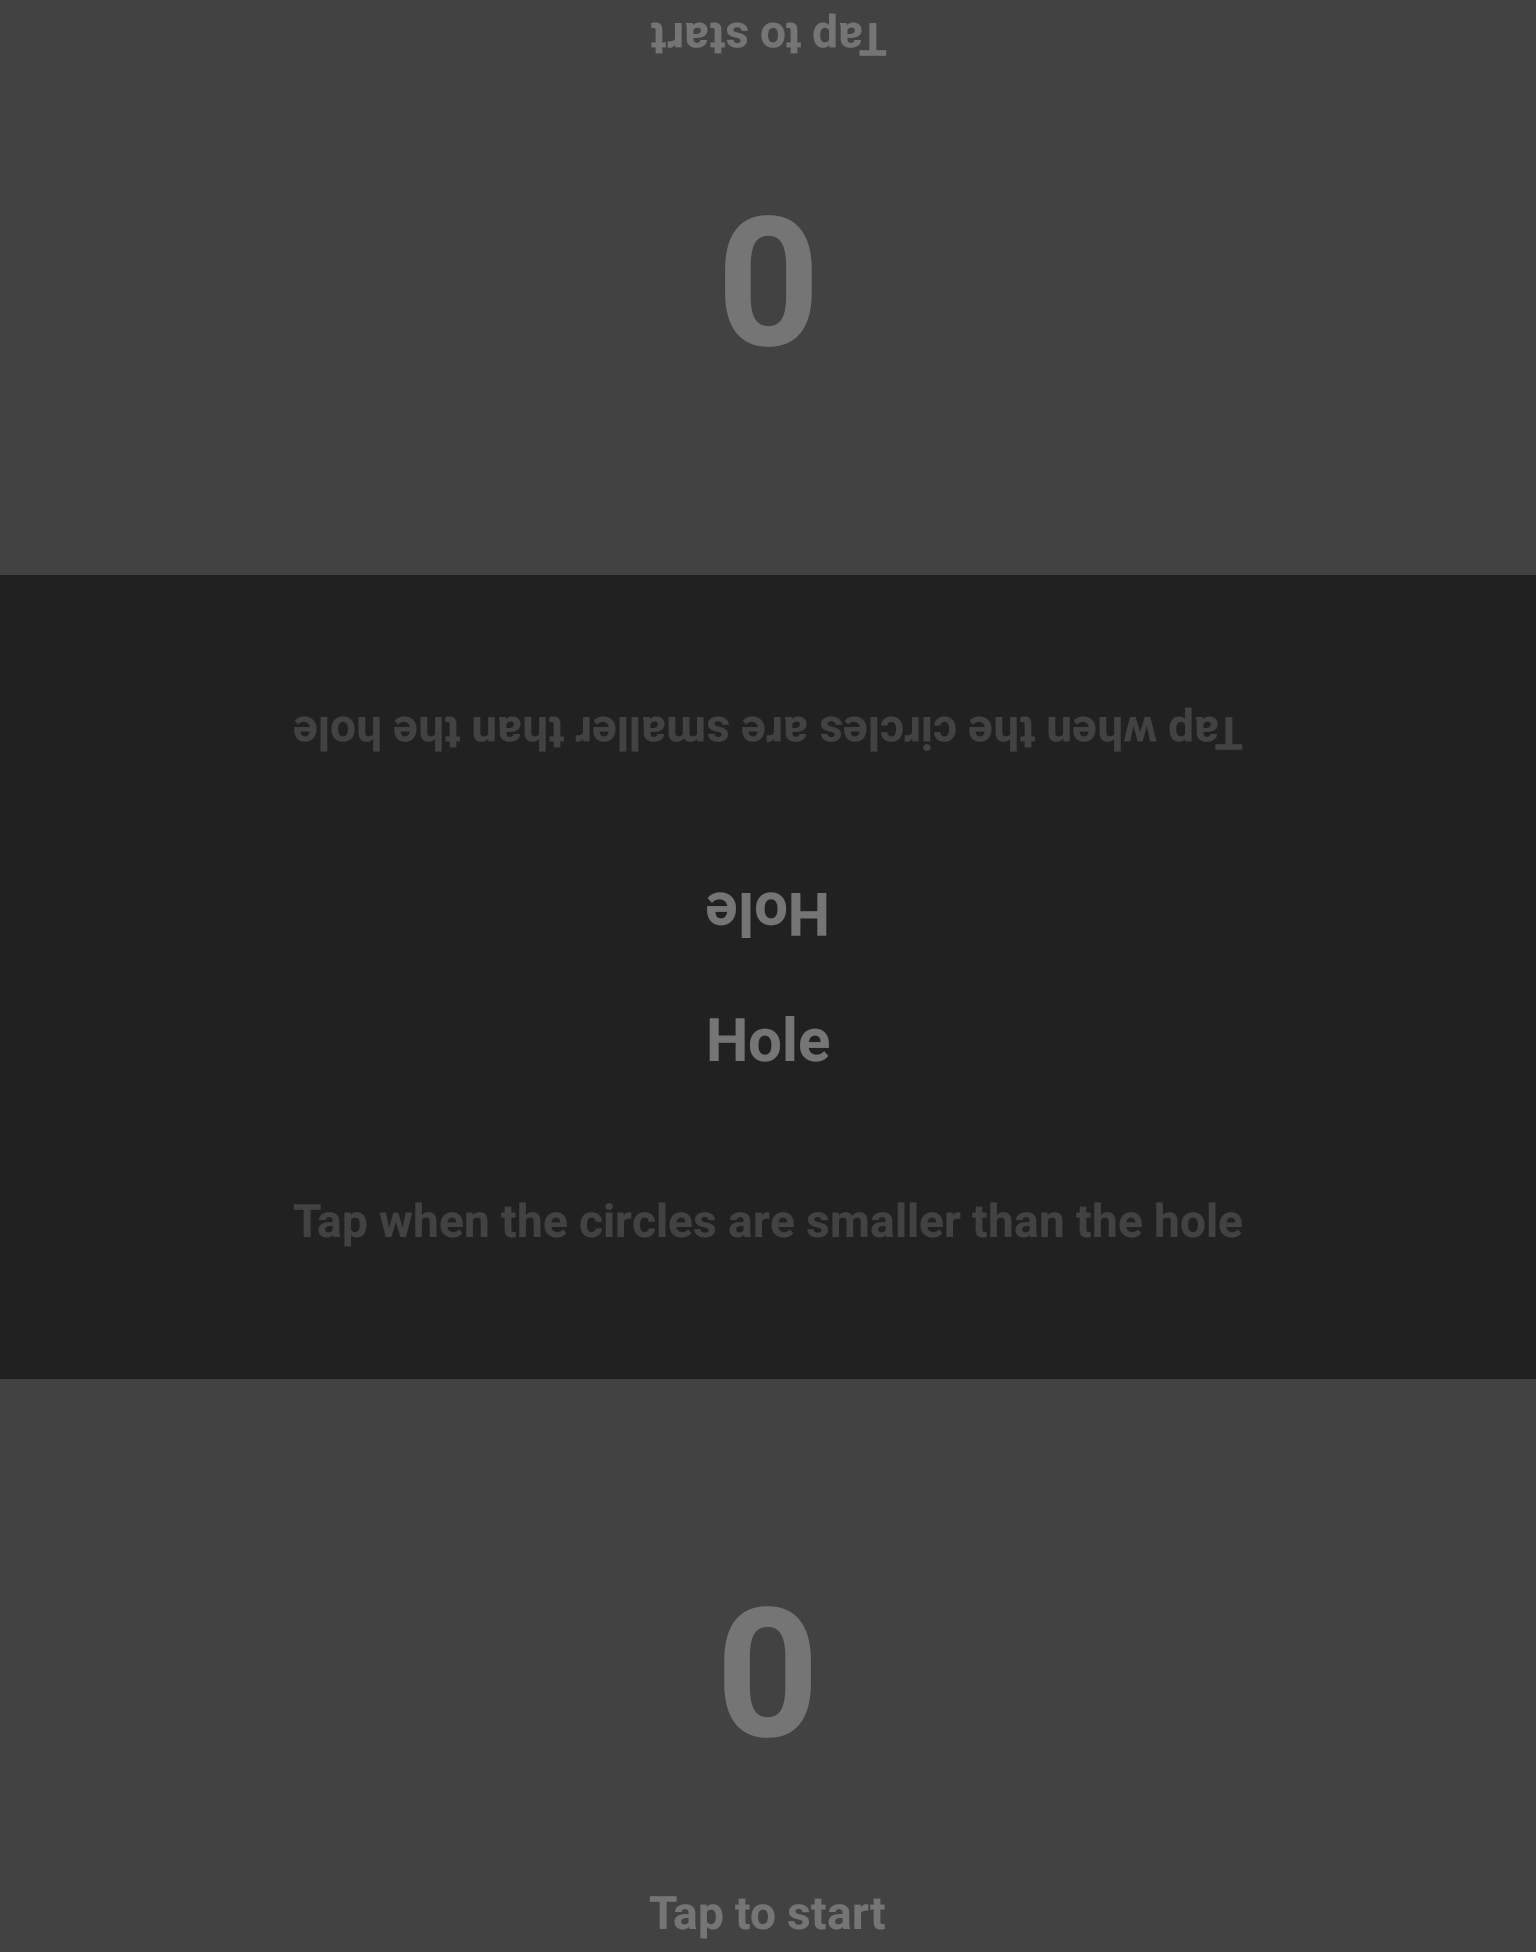 Tap to start
0
Tap when the circles are smaller than the hole
Hole
Hole
Tap when the circles are smaller than the hole
0
Tap to start